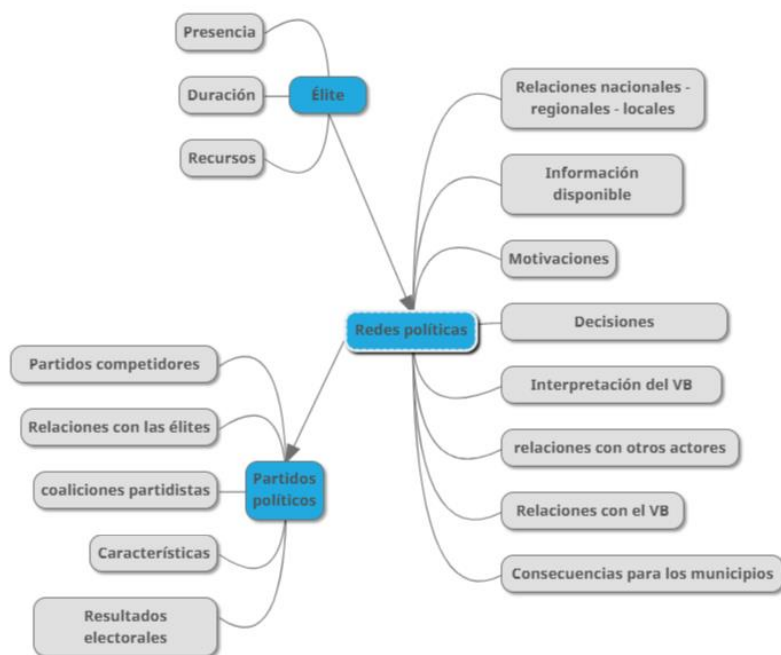 Presencia
Duración
Élite
Recursos
Relaciones nacionales -
regionales - locales
Información
disponible
Motivaciones
Redes políticas
Decisiones
Interpretación del VB
relaciones con otros actores
Relaciones con el VB
Consecuencias para los municipios
Partidos competidores
Relaciones con las élites
coaliciones partidistas
Partidos
políticos
Características
Resultados
electorales